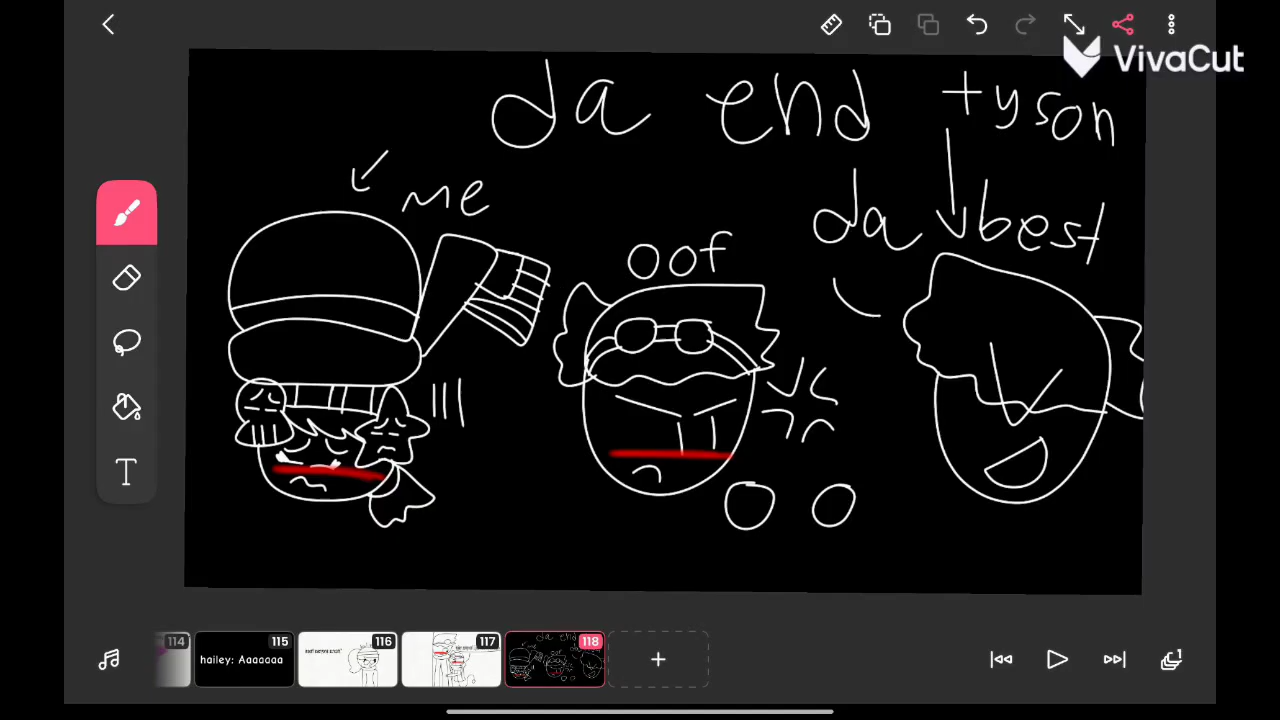 VivaCut
da end tyson
me
da best
oof
114
115
116
117
118
hailey: Aaaaaaa
T